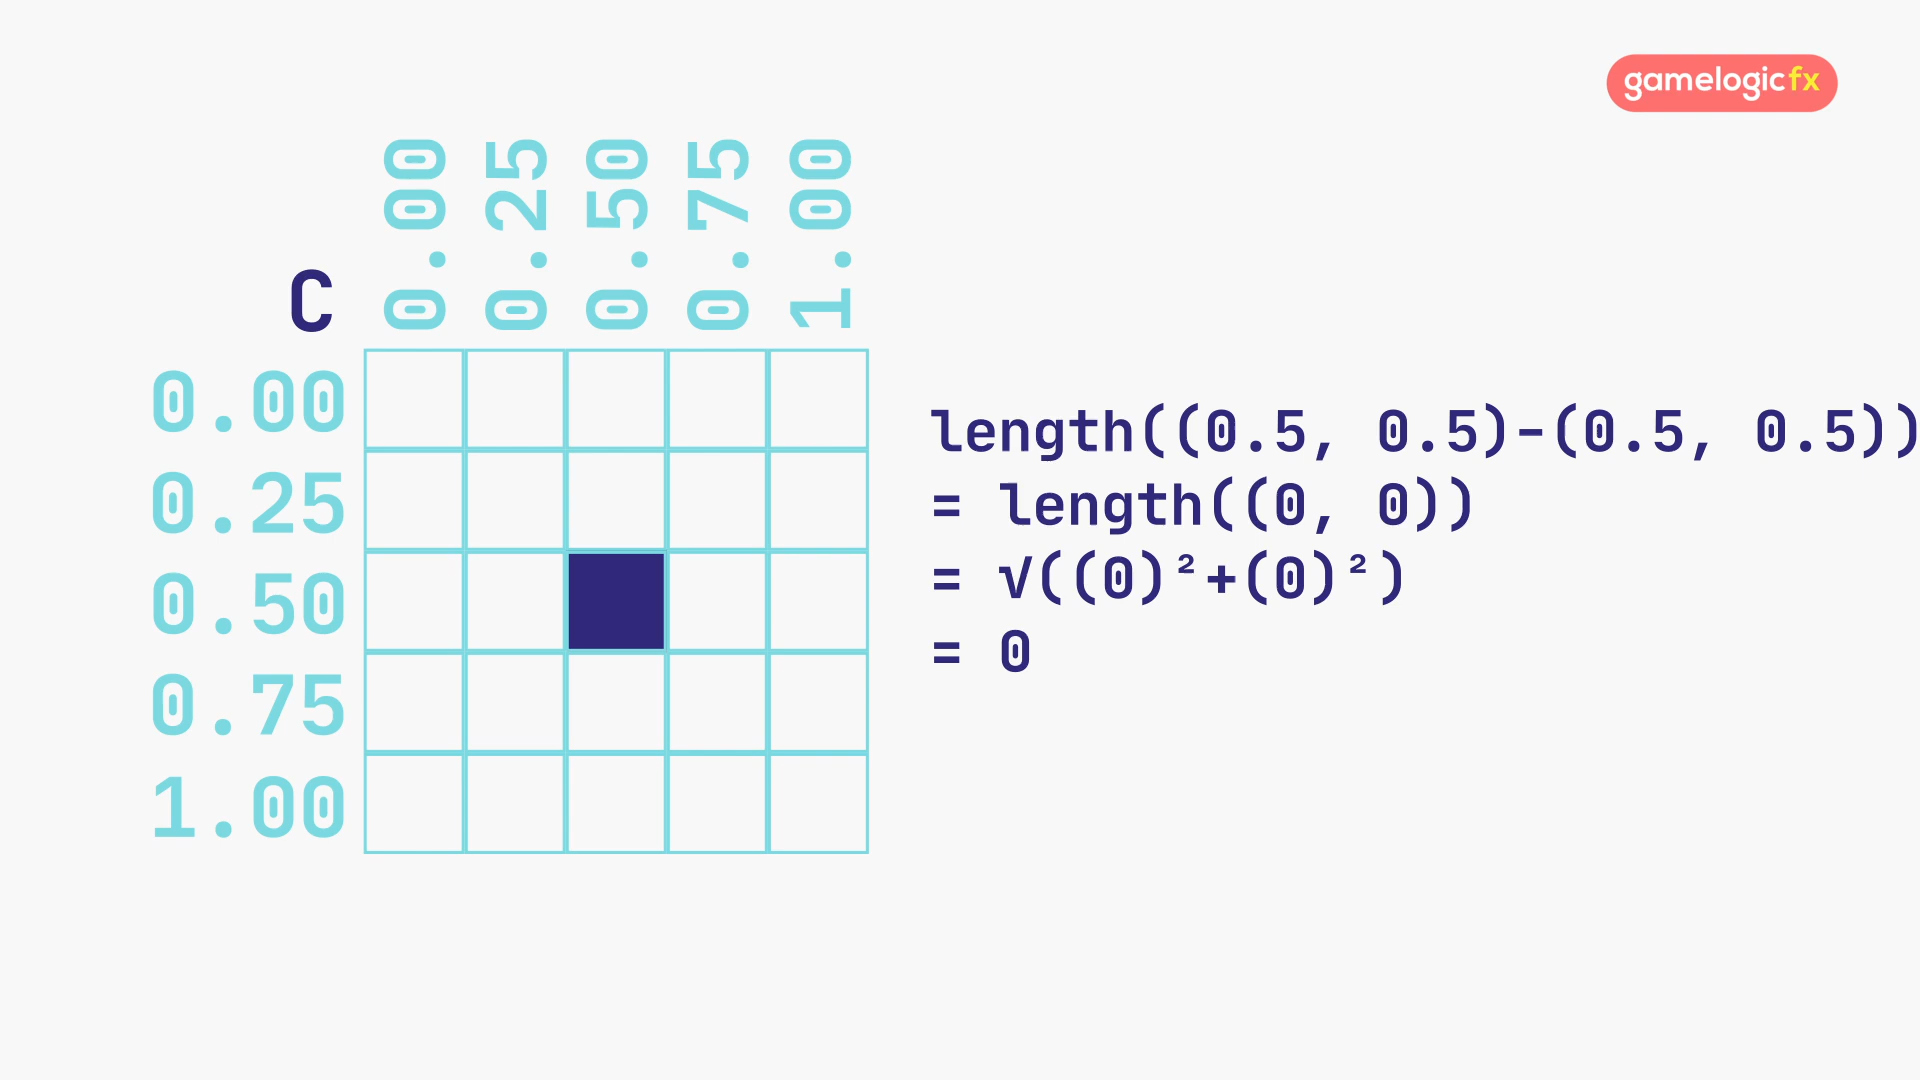 gamelogicfx
0.00 0.25 0.50 0.75 1.00
C
0.00
0.25
0.50
0.75
1.00
length((0.5, 0.5)-(0.5, 0.5))
= length((0, 0))
= √((0)²+(0)²)
= 0